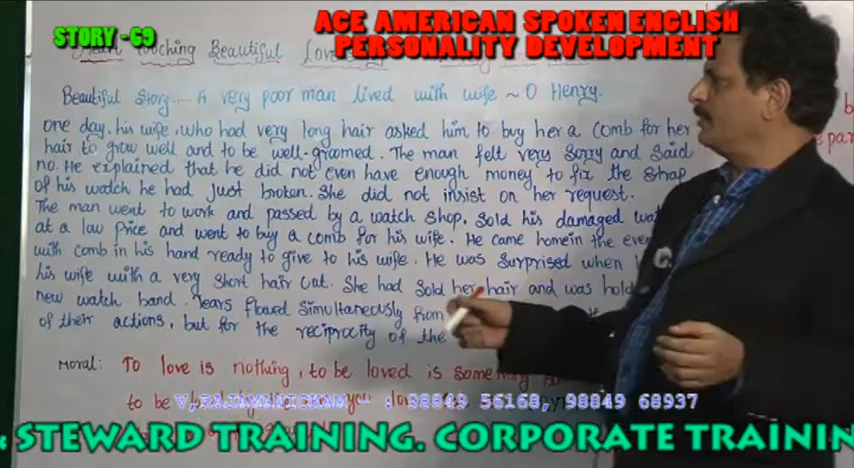 ACE AMERICAN SPOKEN ENGLISH
PERSONALITY DEVELOPMENT
STORY -69
Heart Touching Beautiful Love
Beautiful Story.... A very poor man lived with wife ~ O Henry.
one day, his wife, who had very long hair asked him to buy her a comb for her
hair to grow well and to be well-groomed. The man felt very Sorry and Said
no. He explained that he did not even have enough money to fix the Strap
of his watch he had Just broken. She did not insist on her request.
The man went to work and passed by a watch Shop, Sold his damaged
at a law Price and went to buy a comb for his wife. He came home in the
with comb in his hand ready to give to his wife. He was Surprised when
his wife with a very Short hair Cut. She had Sold her hair and was
new watch band. Tears flowed Simultaneously from
of their actions, but for the reciprocity of the
Moral: To love is nothing, to be loved is Something
to be
V,RAJAMANICKAM : 98849 56168, 98849 68937
STEWARD TRAINING. CORPORATE TRAININ